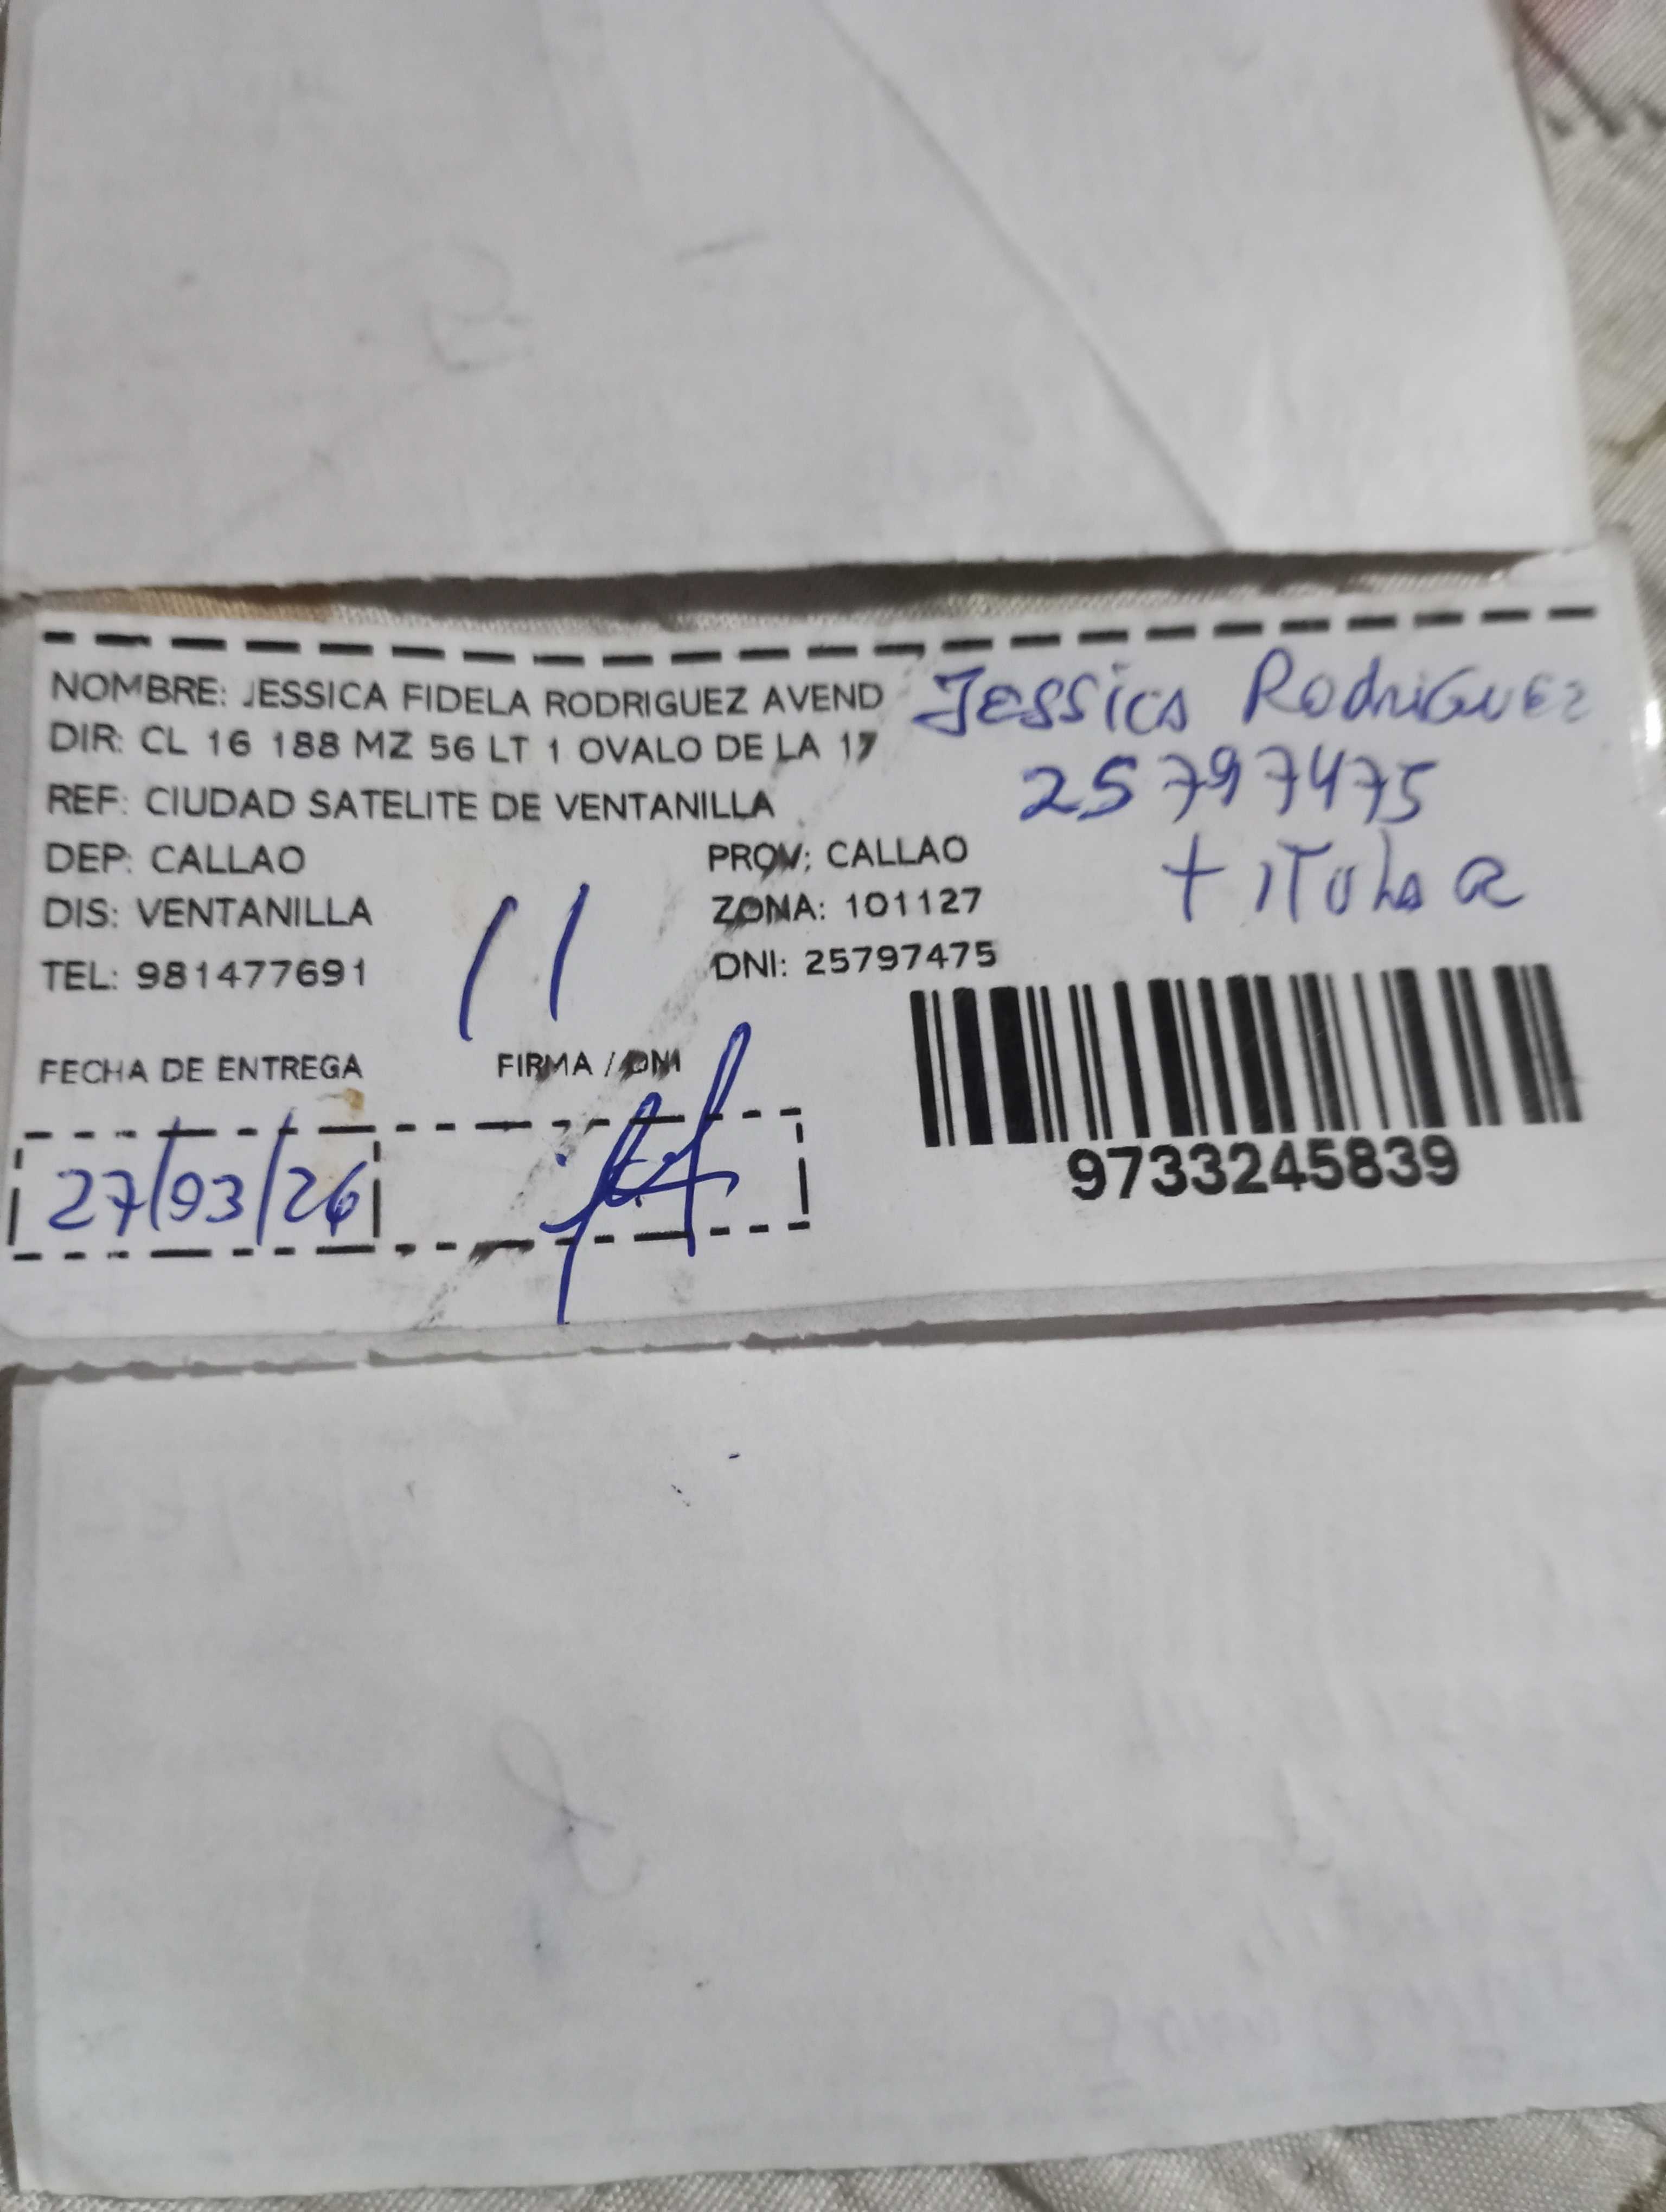 NOMBRE: JESSICA FIDELA RODRIGUEZ AVEND
Jessica Rodriguez
DIR: CL 16 188 MZ 56 LT 1 OVALO DE LA 17
25797475
REF: CIUDAD SATELITE DE VENTANILLA
DEP: CALLAO PROV: CALLAO
titular
DIS: VENTANILLA ZONA: 101127
11
TEL: 981477691 DNI: 25797475
FECHA DE ENTREGA FIRMA / DNI
27/03/26
9733245839